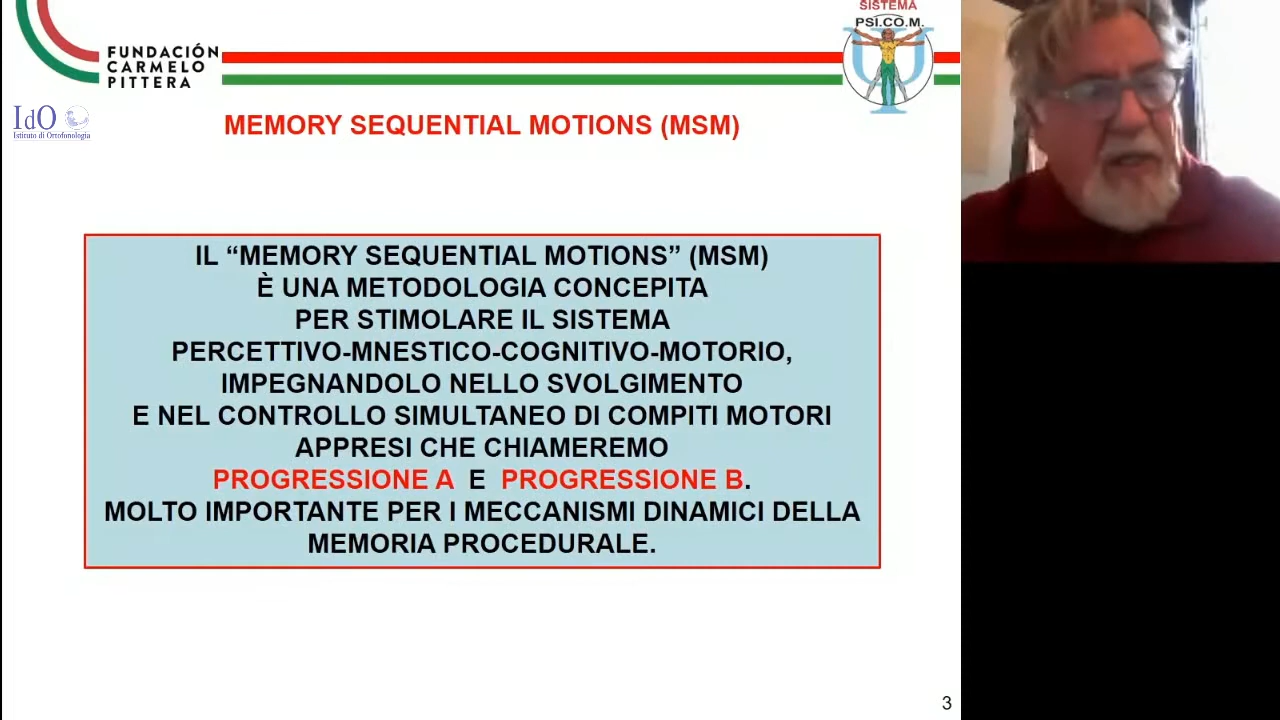 FUNDACIÓN
CARMELO
PITTERA
SISTEMA
PSI.CO.M.
IdO
Istituto di Ortofonologia
MEMORY SEQUENTIAL MOTIONS (MSM)
IL “MEMORY SEQUENTIAL MOTIONS” (MSM)
È UNA METODOLOGIA CONCEPITA
PER STIMOLARE IL SISTEMA
PERCETTIVO-MNESTICO-COGNITIVO-MOTORIO,
IMPEGNANDOLO NELLO SVOLGIMENTO
E NEL CONTROLLO SIMULTANEO DI COMPITI MOTORI
APPRESI CHE CHIAMEREMO
PROGRESSIONE A E PROGRESSIONE B.
MOLTO IMPORTANTE PER I MECCANISMI DINAMICI DELLA
MEMORIA PROCEDURALE.
3